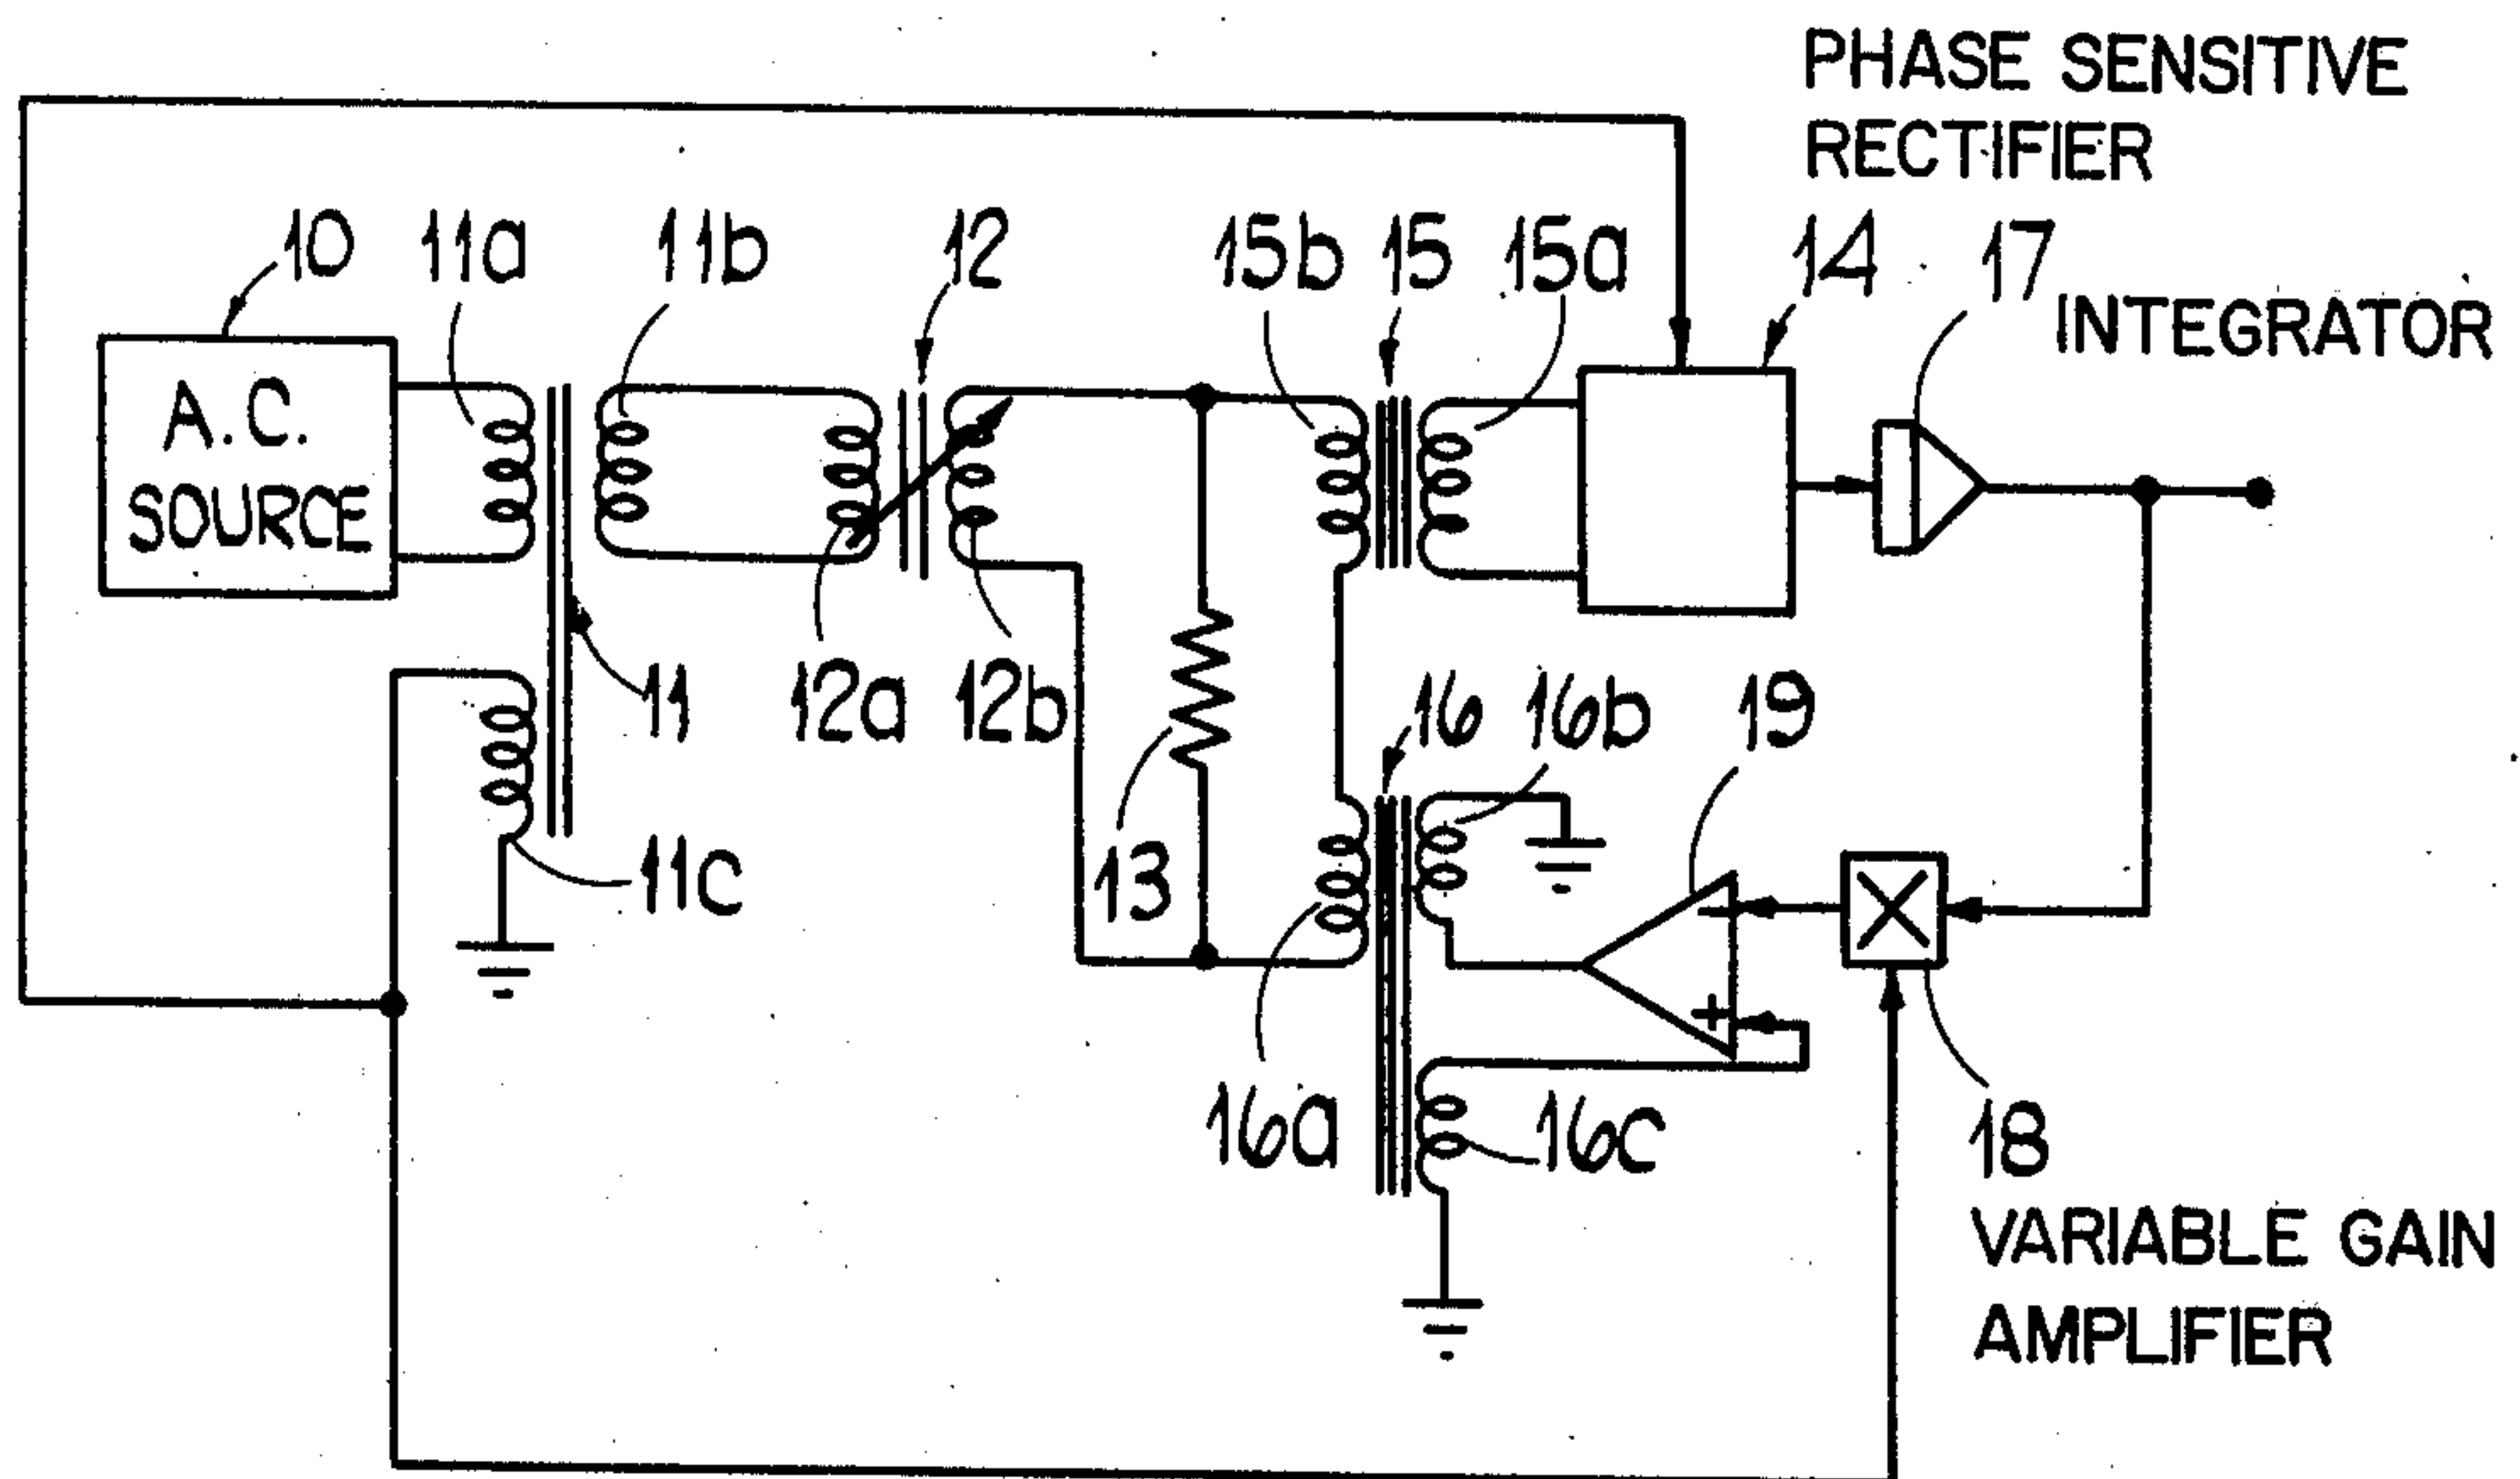 PHASE SENSITIVE
RECTIFIER
10
11a
11b
12
15b
15
15a
14
17
INTEGRATOR
A.C.
SOURCE
11
12a
12b
16
16b
19
13
11c
-
+
16a
16c
18
VARIABLE GAIN
AMPLIFIER